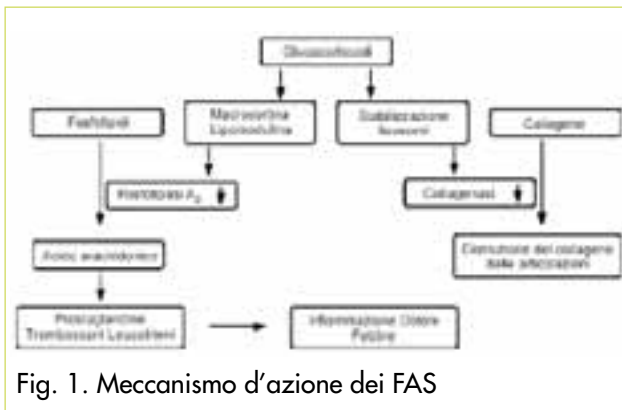 Glucocorticoidi
Fosfolipidi
Macrocortina
Lipomodulina
Stabilizzazione
lisosomi
Collagene
Fosfolipasi A2
Collagenasi
Acido arachidonico
Distruzione del collagene
delle articolazioni
Prostaglandine
Trombossani Leucotrieni
Infiammazione Dolore
Febbre
Fig. 1. Meccanismo d'azione dei FAS